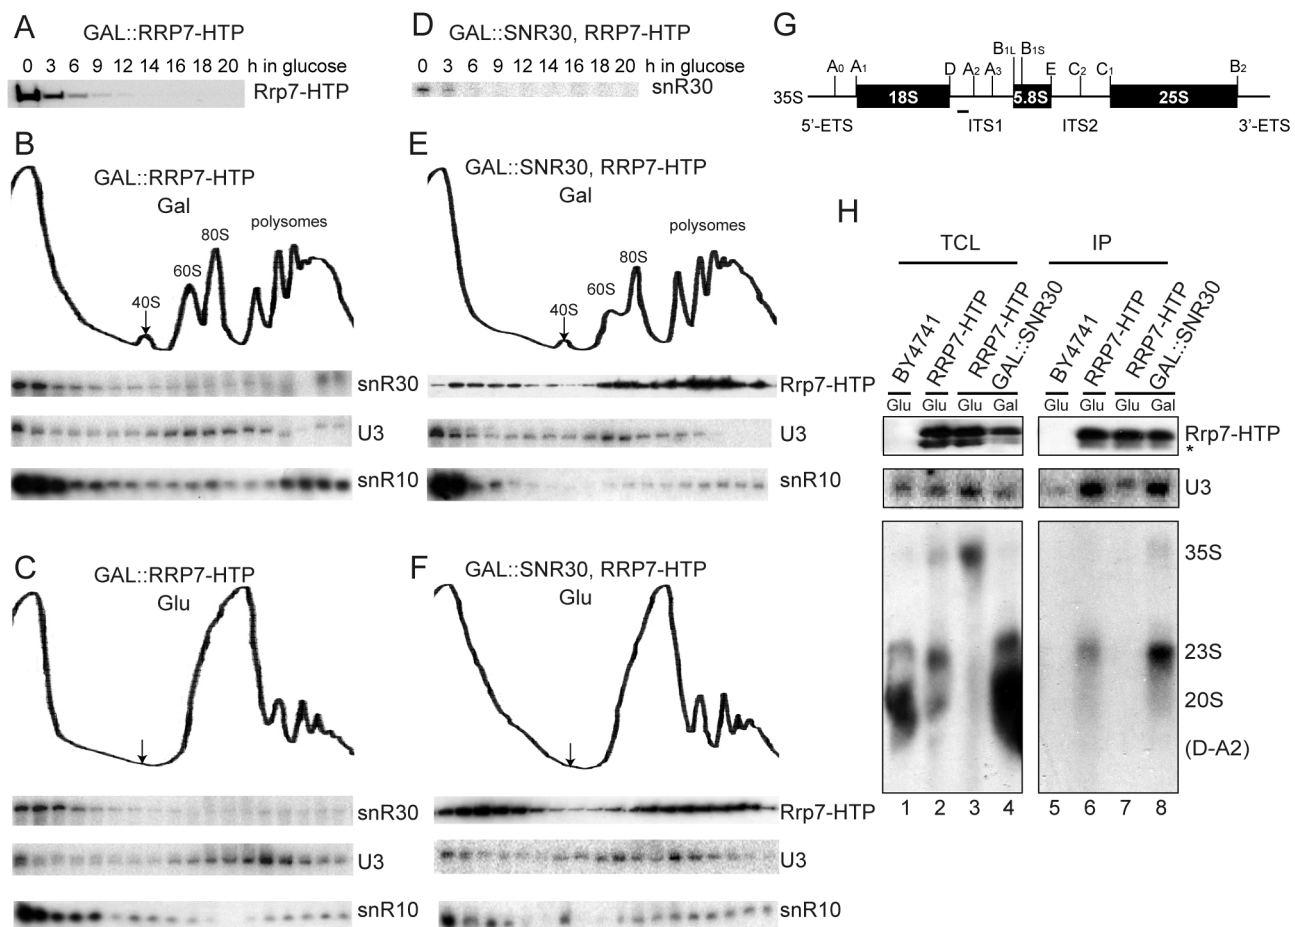 A
GAL::RRP7-HTP
0 3 6 9 12 14 16 18 20 h in glucose
Rrp7-HTP
B
GAL::RRP7-HTP
Gal
40S
60S
80S
polysomes
snR30
U3
snR10
C
GAL::RRP7-HTP
Glu
snR30
U3
snR10
D
GAL::SNR30, RRP7-HTP
0 3 6 9 12 14 16 18 20 h in glucose
snR30
E
GAL::SNR30, RRP7-HTP
Gal
40S
60S
80S
polysomes
Rrp7-HTP
U3
snR10
F
GAL::SNR30, RRP7-HTP
Glu
Rrp7-HTP
U3
snR10
G
B1L B1S
A0 A1 D A2 A3 E C2 C1 B2
35S 18S 5.8S 25S
5'-ETS ITS1 ITS2 3'-ETS
H
TCL IP
BY4741 RRP7-HTP RRP7-HTP GAL::SNR30 BY4741 RRP7-HTP RRP7-HTP GAL::SNR30
Glu Glu Glu Gal Glu Glu Glu Gal
Rrp7-HTP
*
U3
35S
23S
20S
(D-A2)
1 2 3 4 5 6 7 8